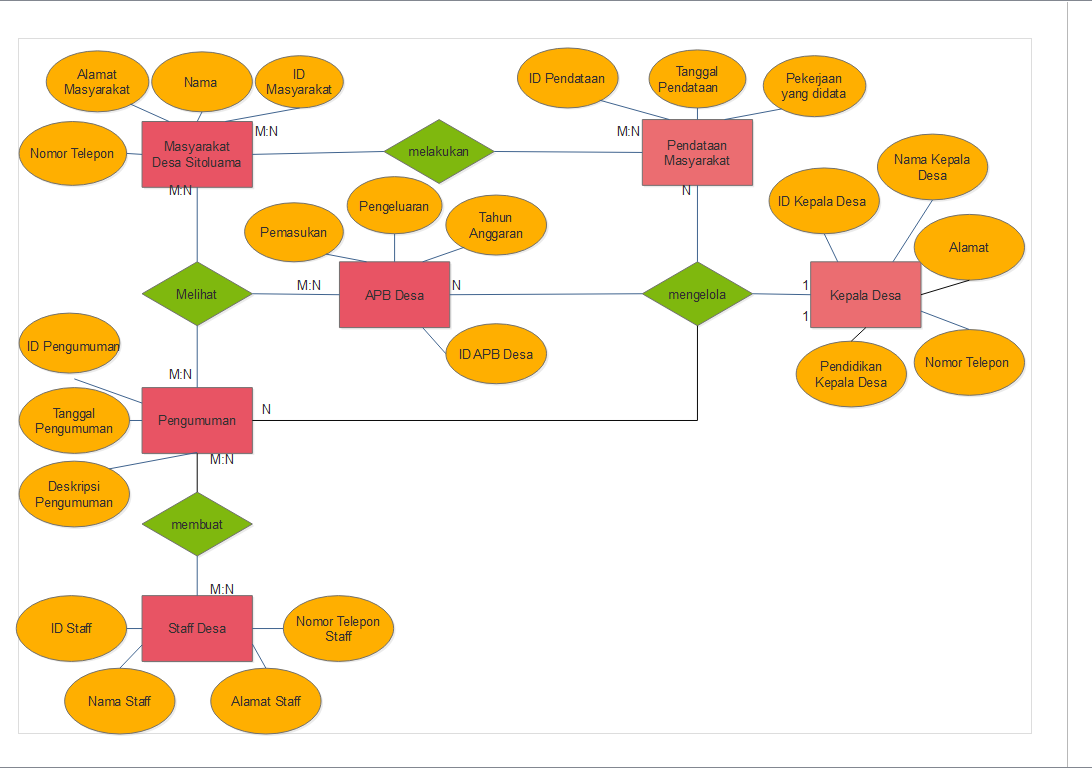 Alamat
Masyarakat
Nama
ID
Masyarakat
Nomor Telepon
Masyarakat
Desa Sitoluama
M:N
M:N
melakukan
ID Pendataan
Tanggal
Pendataan
Pekerjaan
yang didata
M:N
Pendataan
Masyarakat
N
Nama Kepala
Desa
ID Kepala Desa
Alamat
Pemasukan
Pengeluaran
Tahun
Anggaran
Melihat
M:N
APB Desa
N
mengelola
1
1
Kepala Desa
ID APB Desa
Pendidikan
Kepala Desa
Nomor Telepon
ID Pengumuman
M:N
Tanggal
Pengumuman
Pengumuman
N
M:N
Deskripsi
Pengumuman
membuat
M:N
ID Staff
Staff Desa
Nomor Telepon
Staff
Nama Staff
Alamat Staff